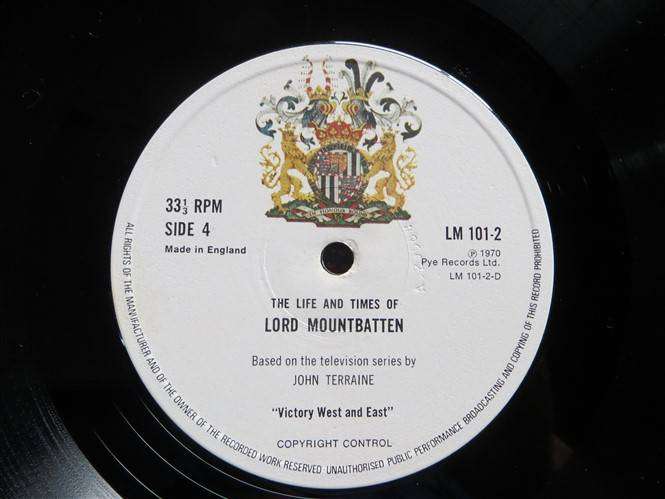 33⅓ RPM
SIDE 4
Made in England
LM 101-2
Ⓟ 1970
Pye Records Ltd.
LM 101-2-D
THE LIFE AND TIMES OF
LORD MOUNTBATTEN
Based on the television series by
JOHN TERRAINE
"Victory West and East"
COPYRIGHT CONTROL
ALL RIGHTS OF THE MANUFACTURER AND OF THE OWNER OF THE RECORDED WORK RESERVED UNAUTHORISED PUBLIC PERFORMANCE BROADCASTING AND COPYING OF THIS RECORD PROHIBITED